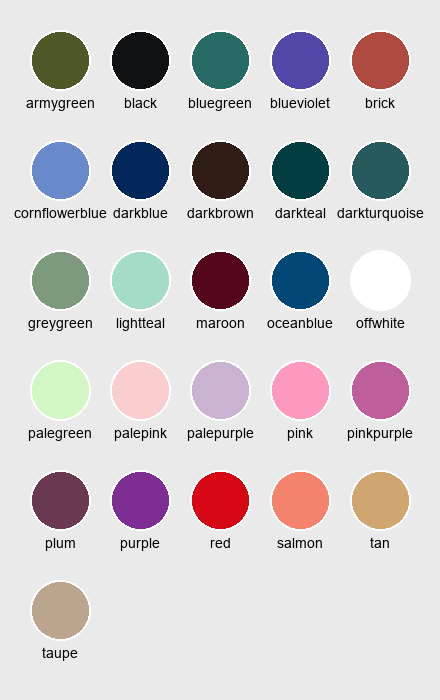 armygreen black bluegreen blueviolet brick
cornflowerblue darkblue darkbrown darkteal darkturquoise
greygreen lightteal maroon oceanblue offwhite
palegreen palepink palepurple pink pinkpurple
plum purple red salmon tan
taupe